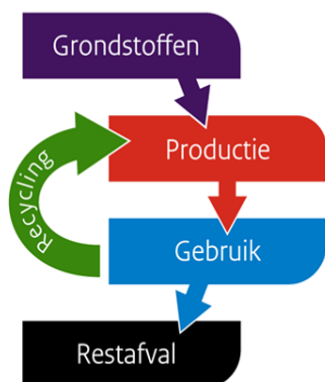 Grondstoffen
Productie
Recycling
Gebruik
Restafval